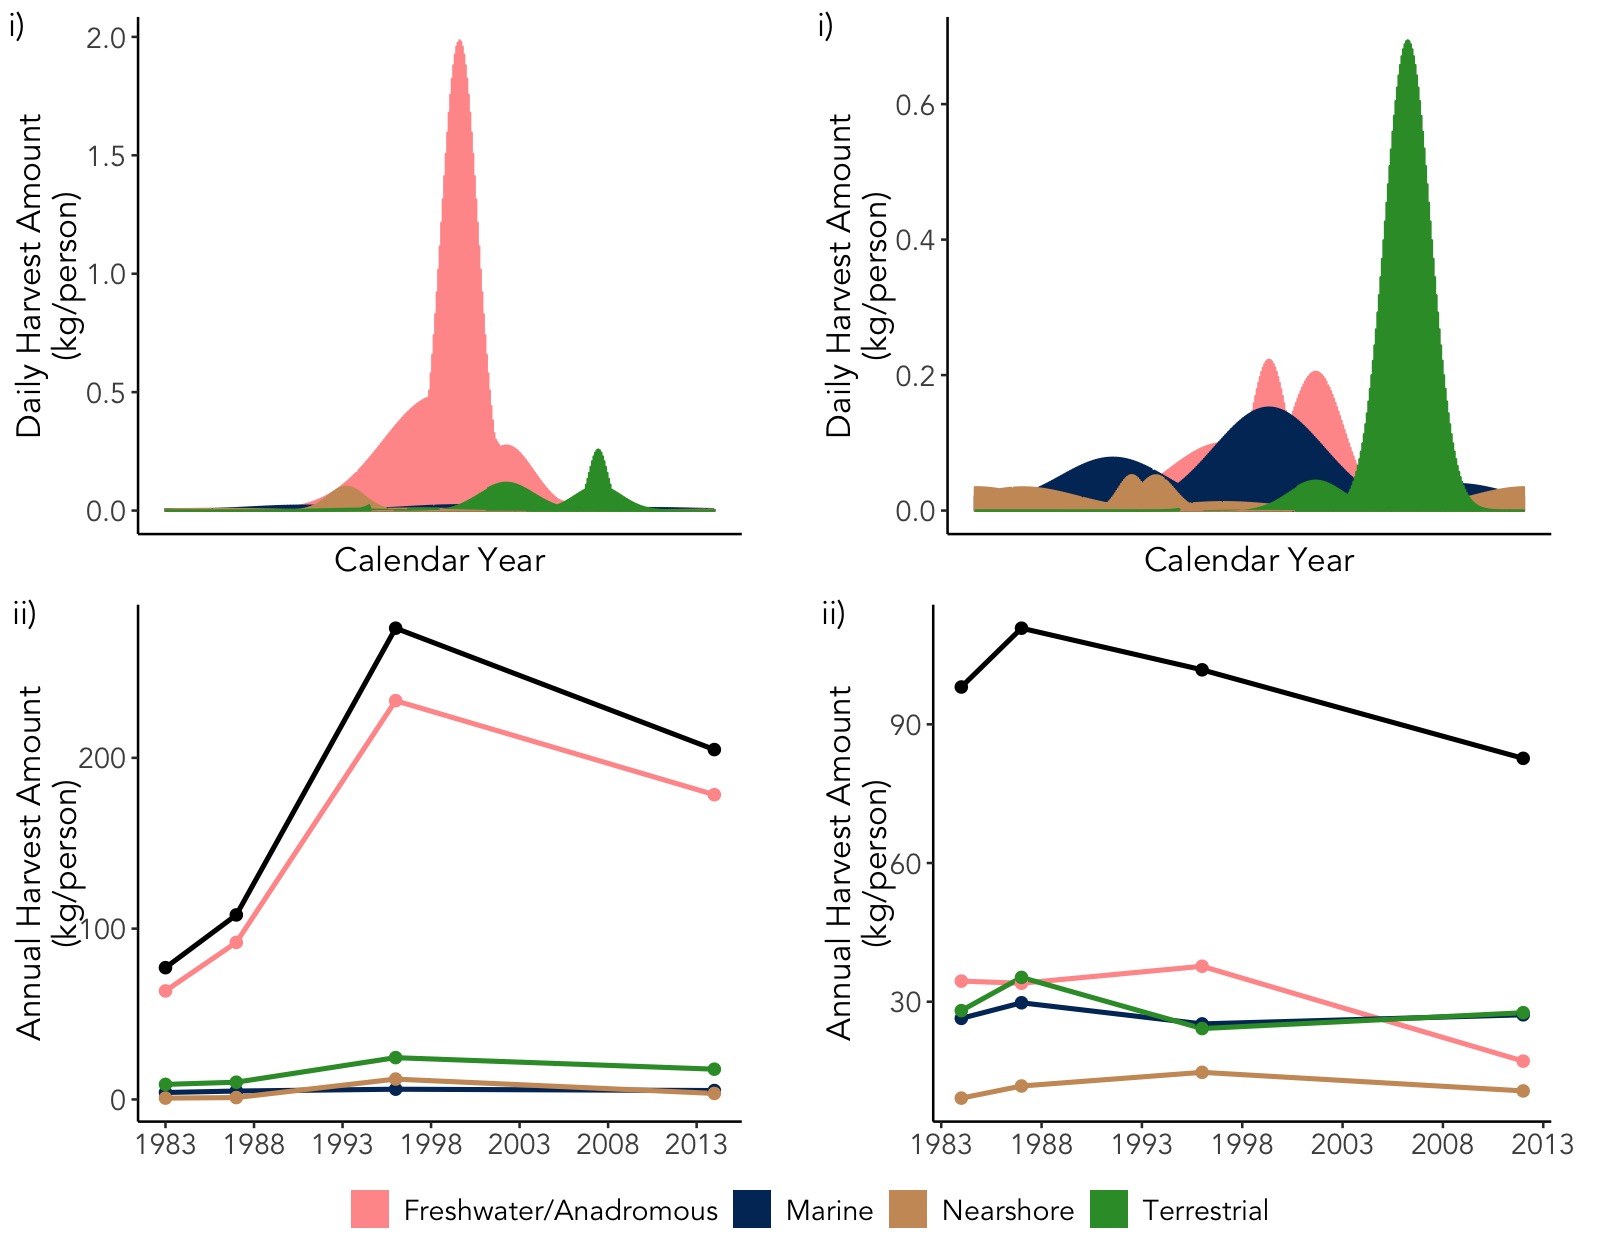 i)
2.0
1.5
1.0
0.5
0.0
Daily Harvest Amount
(kg/person)
Calendar Year
i)
0.6
0.4
0.2
0.0
Daily Harvest Amount
(kg/person)
Calendar Year
ii)
200
100
0
Annual Harvest Amount
(kg/person)
1983 1988 1993 1998 2003 2008 2013
ii)
90
60
30
Annual Harvest Amount
(kg/person)
1983 1988 1993 1998 2003 2008 2013
Freshwater/Anadromous Marine Nearshore Terrestrial